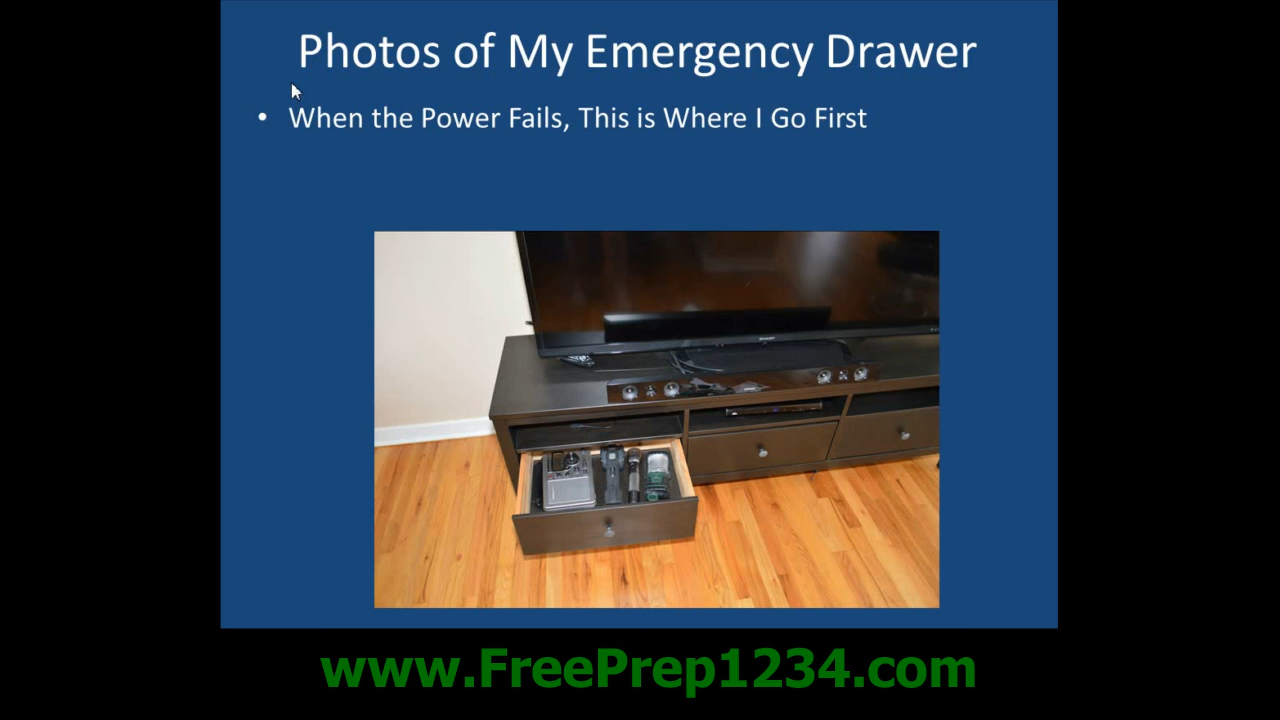 Photos of My Emergency Drawer
• When the Power Fails, This is Where I Go First
www.FreePrep1234.com